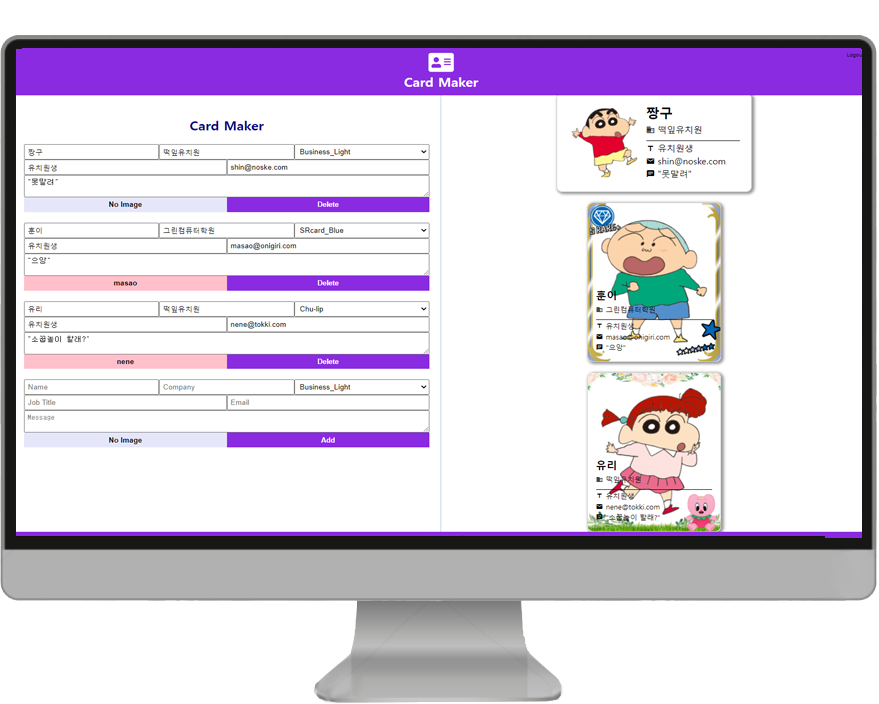 Logout
Card Maker
Card Maker
짱구 떡잎유치원 Business_Light
유치원생 shin@noske.com
"못말려"
No Image Delete
훈이 그린컴퓨터학원 SRcard_Blue
유치원생 masao@onigiri.com
"으앙"
masao Delete
유리 떡잎유치원 Chu-lip
유치원생 nene@tokki.com
"소꿉놀이 할래?"
nene Delete
Name Company Business_Light
Job Title Email
Message
No Image Add
짱구
떡잎유치원
유치원생
shin@noske.com
"못말려"
훈이
그린컴퓨터학원
유치원생
masao@onigiri.com
"으앙"
유리
떡잎유치원
유치원생
nene@tokki.com
"소꿉놀이 할래?"